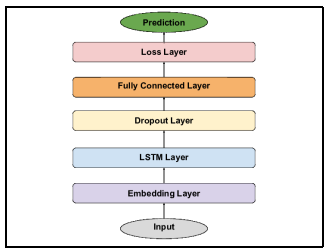 Prediction
Loss Layer
Fully Connected Layer
Dropout Layer
LSTM Layer
Embedding Layer
Input